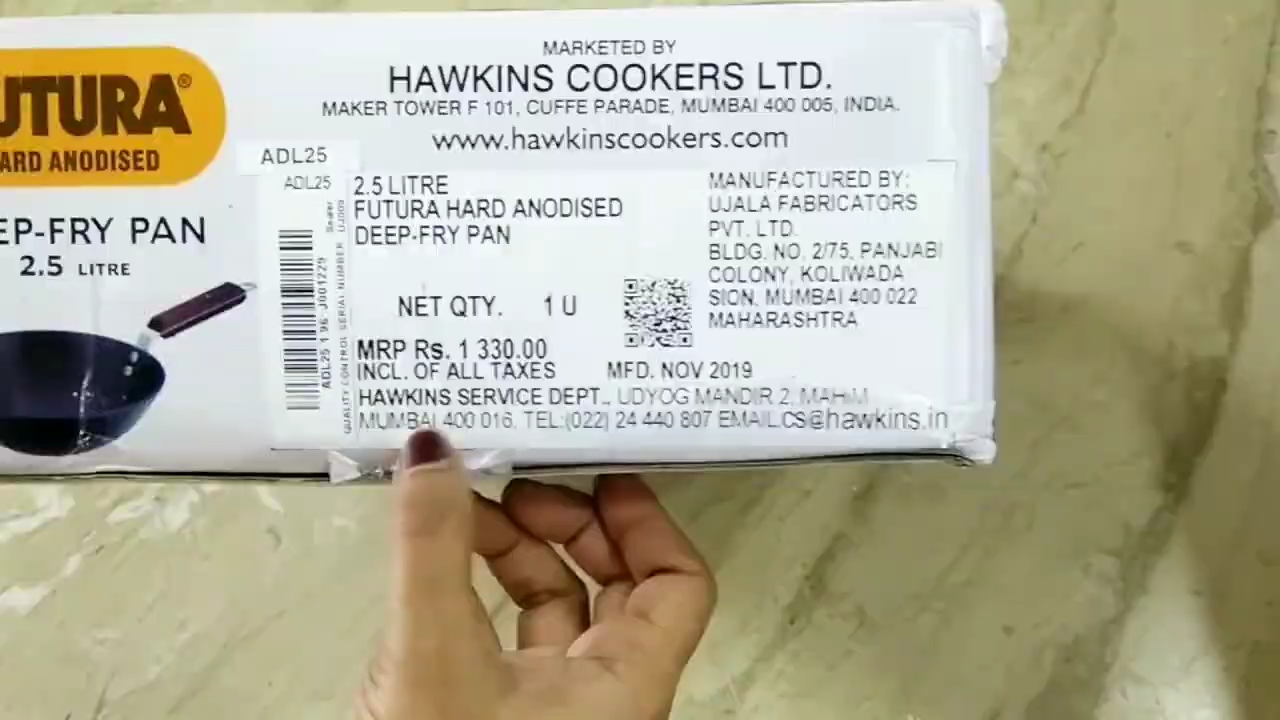 UTURA®
ARD ANODISED
EP-FRY PAN
2.5 LITRE
MARKETED BY
HAWKINS COOKERS LTD.
MAKER TOWER F 101, CUFFE PARADE, MUMBAI 400 005, INDIA.
www.hawkinscookers.com
ADL25
ADL25
2.5 LITRE
FUTURA HARD ANODISED
DEEP-FRY PAN
NET QTY. 1 U
MRP Rs. 1 330.00
INCL. OF ALL TAXES
MFD. NOV 2019
MANUFACTURED BY:
UJALA FABRICATORS
PVT. LTD.
BLDG. NO. 2/75, PANJABI
COLONY, KOLIWADA
SION, MUMBAI 400 022
MAHARASHTRA
HAWKINS SERVICE DEPT., UDYOG MANDIR 2, MAHIM
MUMBAI 400 016. TEL:(022) 24 440 807 EMAIL.cs@hawkins.in
QUALITY CONTROL SERIAL NUMBER